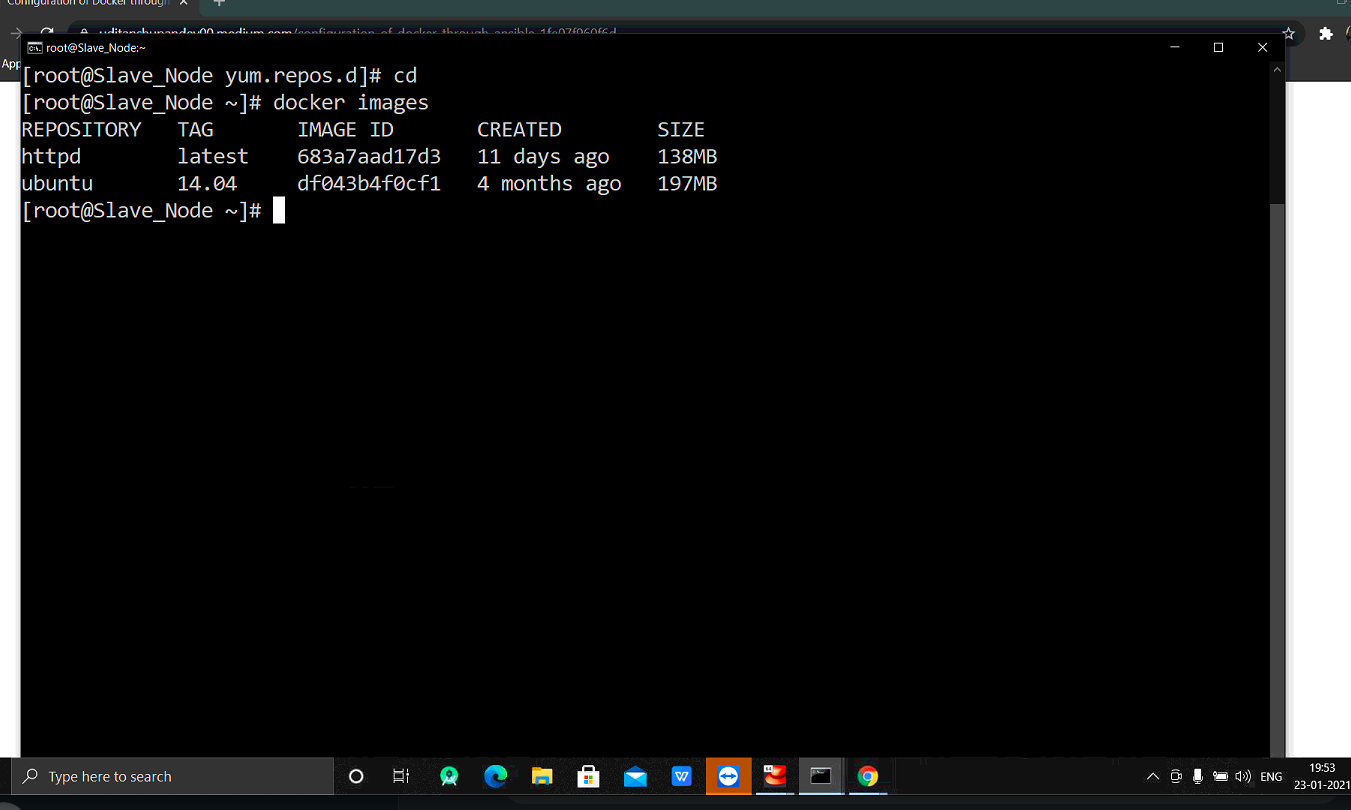 Configuration of Docker through
uditanshupandey00.medium.com/configuration-of-docker-through-ansible-1fe07f960f6d
root@Slave_Node:~
App
[root@Slave_Node yum.repos.d]# cd
[root@Slave_Node ~]# docker images
REPOSITORY TAG IMAGE ID CREATED SIZE
httpd latest 683a7aad17d3 11 days ago 138MB
ubuntu 14.04 df043b4f0cf1 4 months ago 197MB
[root@Slave_Node ~]#
Type here to search
ENG
19:53
23-01-2021